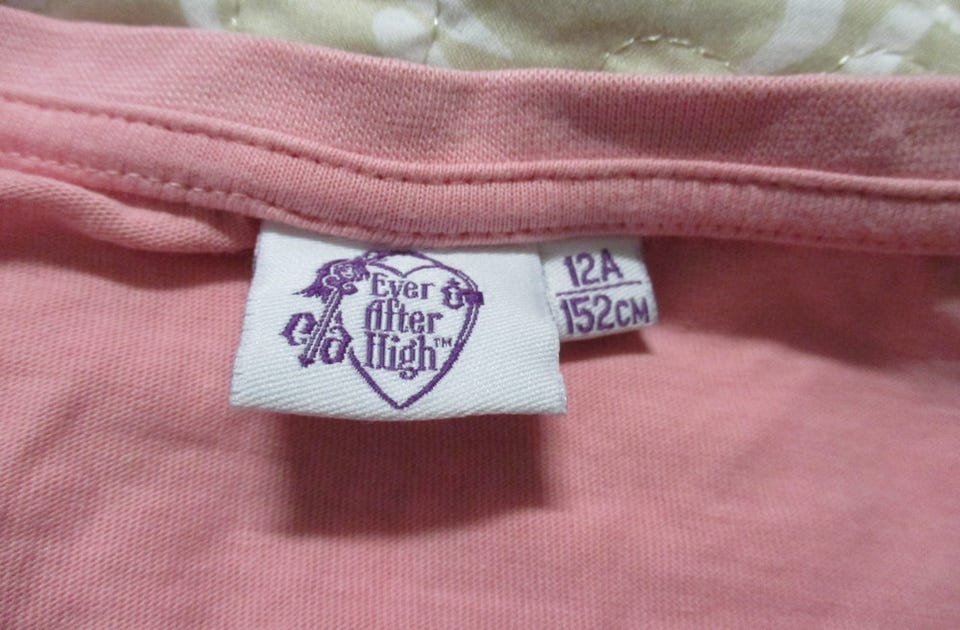 Ever
After
High™
12A
152CM